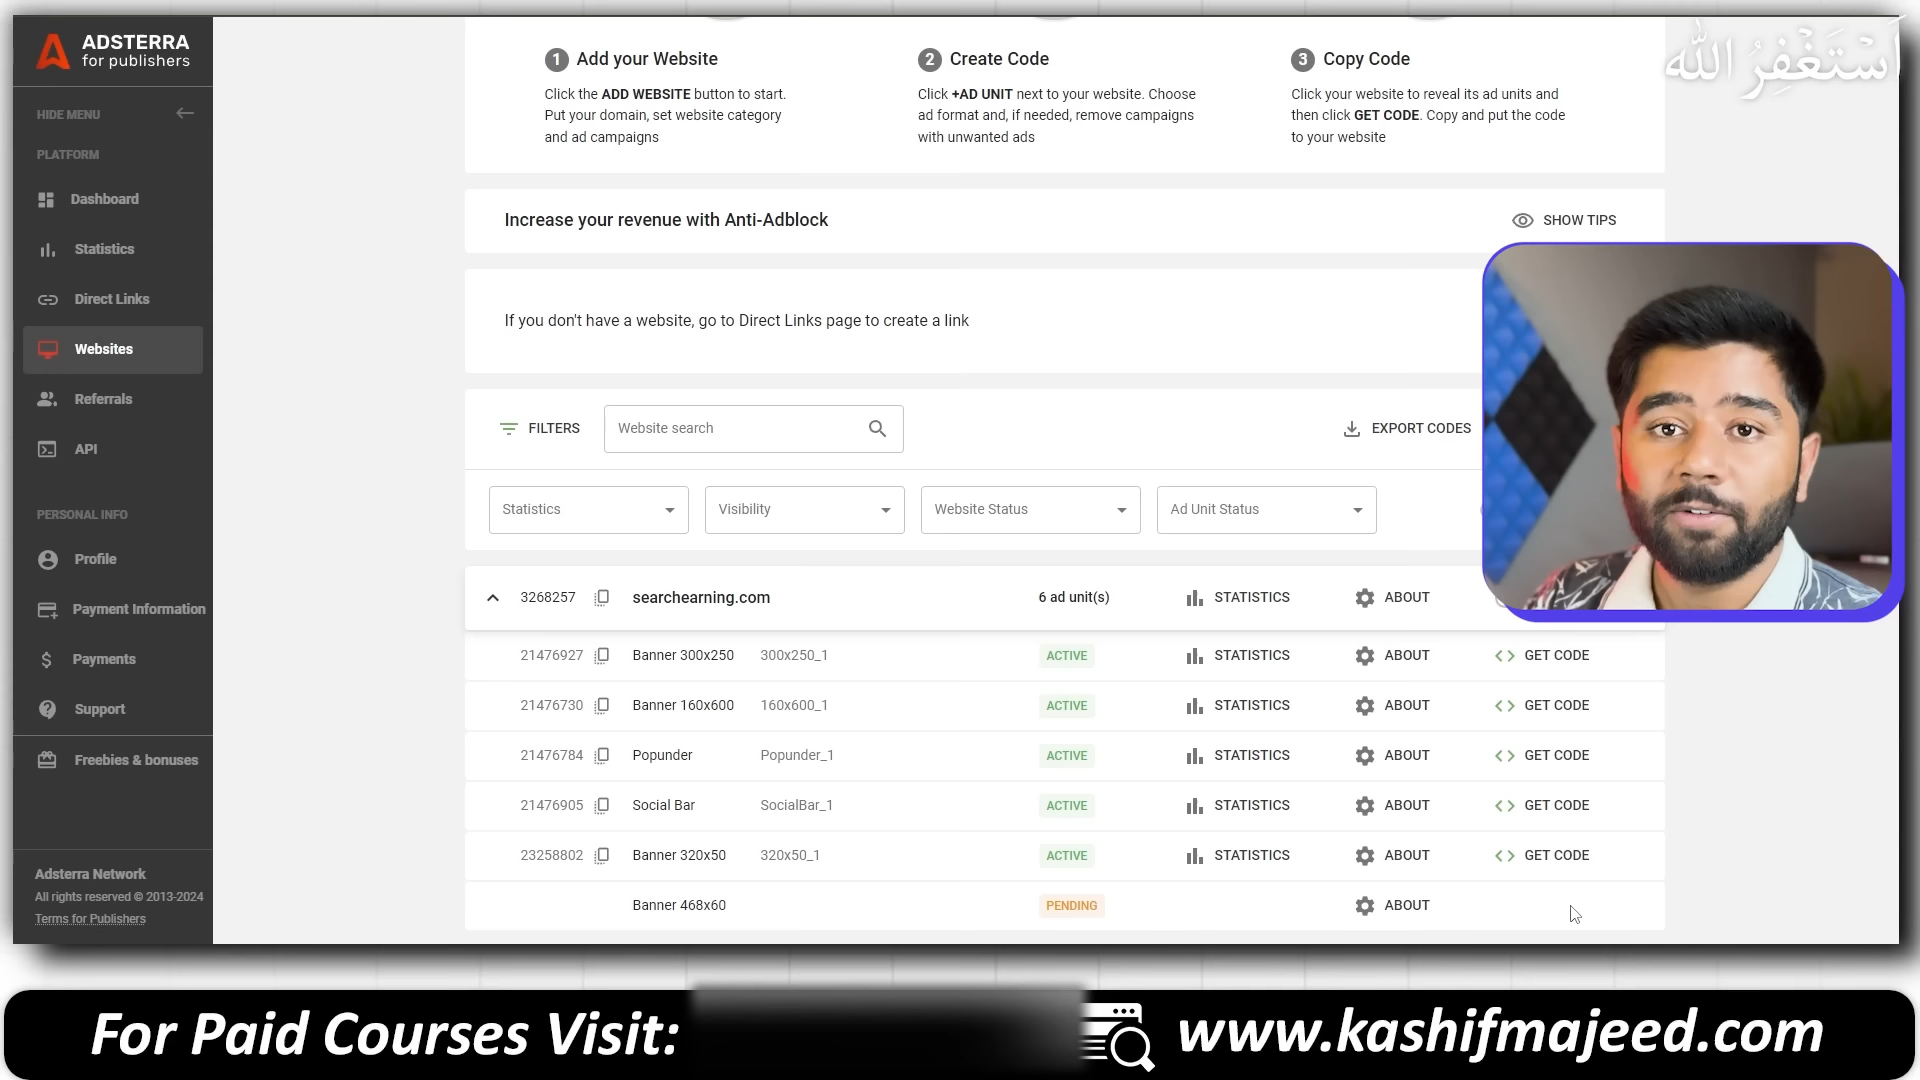 ADSTERRA
for publishers
HIDE MENU
PLATFORM
Dashboard
Statistics
Direct Links
Websites
Referrals
API
PERSONAL INFO
Profile
Payment Information
Payments
Support
Freebies & bonuses
Adsterra Network
All rights reserved © 2013-2024
Terms for Publishers
1 Add your Website
Click the ADD WEBSITE button to start.
Put your domain, set website category
and ad campaigns
2 Create Code
Click +AD UNIT next to your website. Choose
ad format and, if needed, remove campaigns
with unwanted ads
3 Copy Code
Click your website to reveal its ad units and
then click GET CODE. Copy and put the code
to your website
أَسْتَغْفِرُ اللّٰه
Increase your revenue with Anti-Adblock
SHOW TIPS
If you don't have a website, go to Direct Links page to create a link
FILTERS
Website search
EXPORT CODES
Statistics
Visibility
Website Status
Ad Unit Status
3268257 searchearning.com 6 ad unit(s) STATISTICS ABOUT
21476927 Banner 300x250 300x250_1 ACTIVE STATISTICS ABOUT GET CODE
21476730 Banner 160x600 160x600_1 ACTIVE STATISTICS ABOUT GET CODE
21476784 Popunder Popunder_1 ACTIVE STATISTICS ABOUT GET CODE
21476905 Social Bar SocialBar_1 ACTIVE STATISTICS ABOUT GET CODE
23258802 Banner 320x50 320x50_1 ACTIVE STATISTICS ABOUT GET CODE
Banner 468x60 PENDING ABOUT
For Paid Courses Visit:
www.kashifmajeed.com